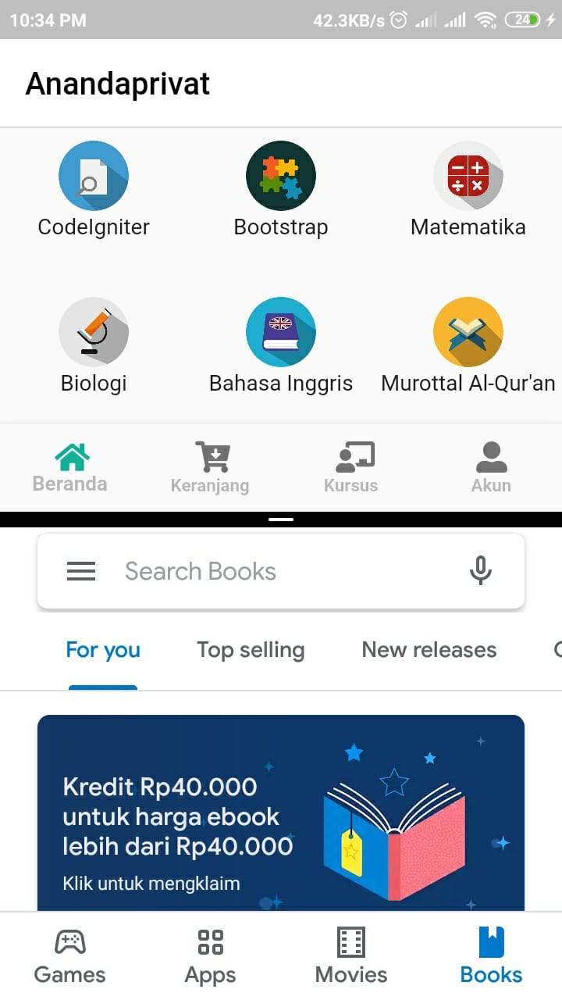 10:34 PM 42.3KB/s 24
Anandaprivat
CodeIgniter Bootstrap Matematika
Biologi Bahasa Inggris Murottal Al-Qur'an
Beranda Keranjang Kursus Akun
Search Books
For you Top selling New releases
Kredit Rp40.000
untuk harga ebook
lebih dari Rp40.000
Klik untuk mengklaim
Games Apps Movies Books